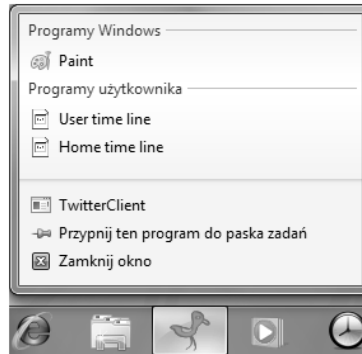 Programy Windows
Paint
Programy użytkownika
User time line
Home time line
TwitterClient
Przypnij ten program do paska zadań
Zamknij okno